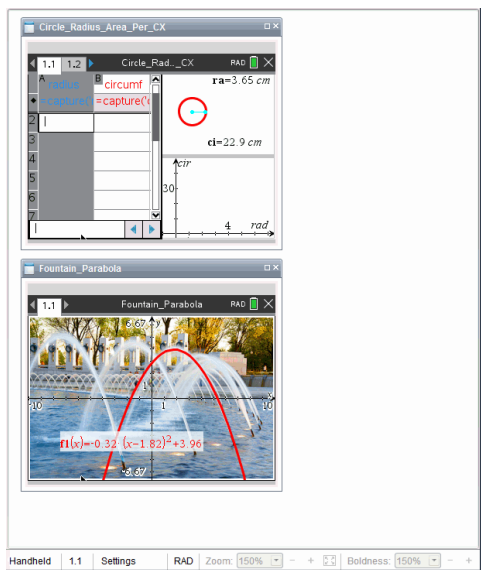 Circle_Radius_Area_Per_CX
1.1 1.2 Circle_Rad.._CX RAD
A radius B circumf
=capture('r =capture('c
2
3
4
5
6
7
ra=3.65 cm
ci=22.9 cm
cir
30
4 rad
Fountain_Parabola
1.1 Fountain_Parabola RAD
6.67 y
1
-10 1 10
f1(x)=-0.32·(x-1.82)²+3.96
-6.67
Handheld 1.1 Settings RAD Zoom: 150% - + Boldness: 150% - +